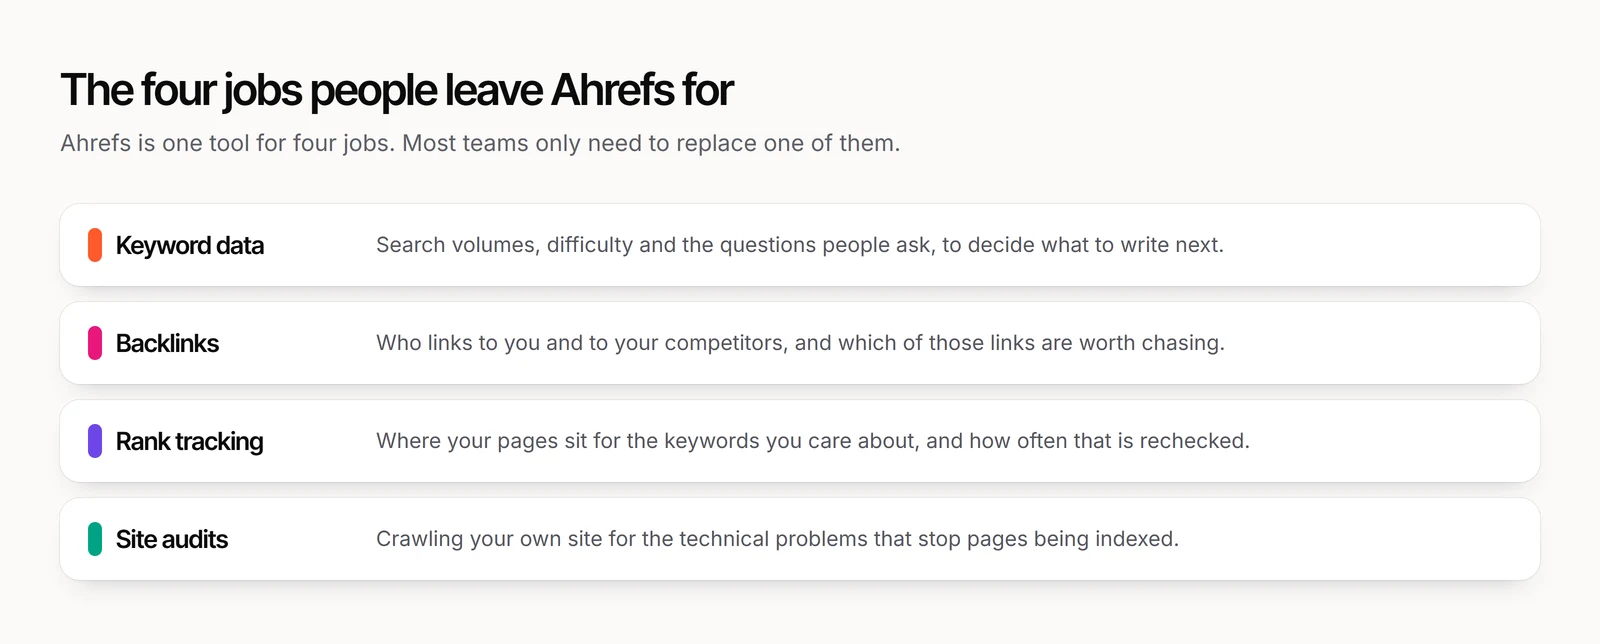 The four jobs people leave Ahrefs for
Ahrefs is one tool for four jobs. Most teams only need to replace one of them.
Keyword data
Search volumes, difficulty and the questions people ask, to decide what to write next.
Backlinks
Who links to you and to your competitors, and which of those links are worth chasing.
Rank tracking
Where your pages sit for the keywords you care about, and how often that is rechecked.
Site audits
Crawling your own site for the technical problems that stop pages being indexed.